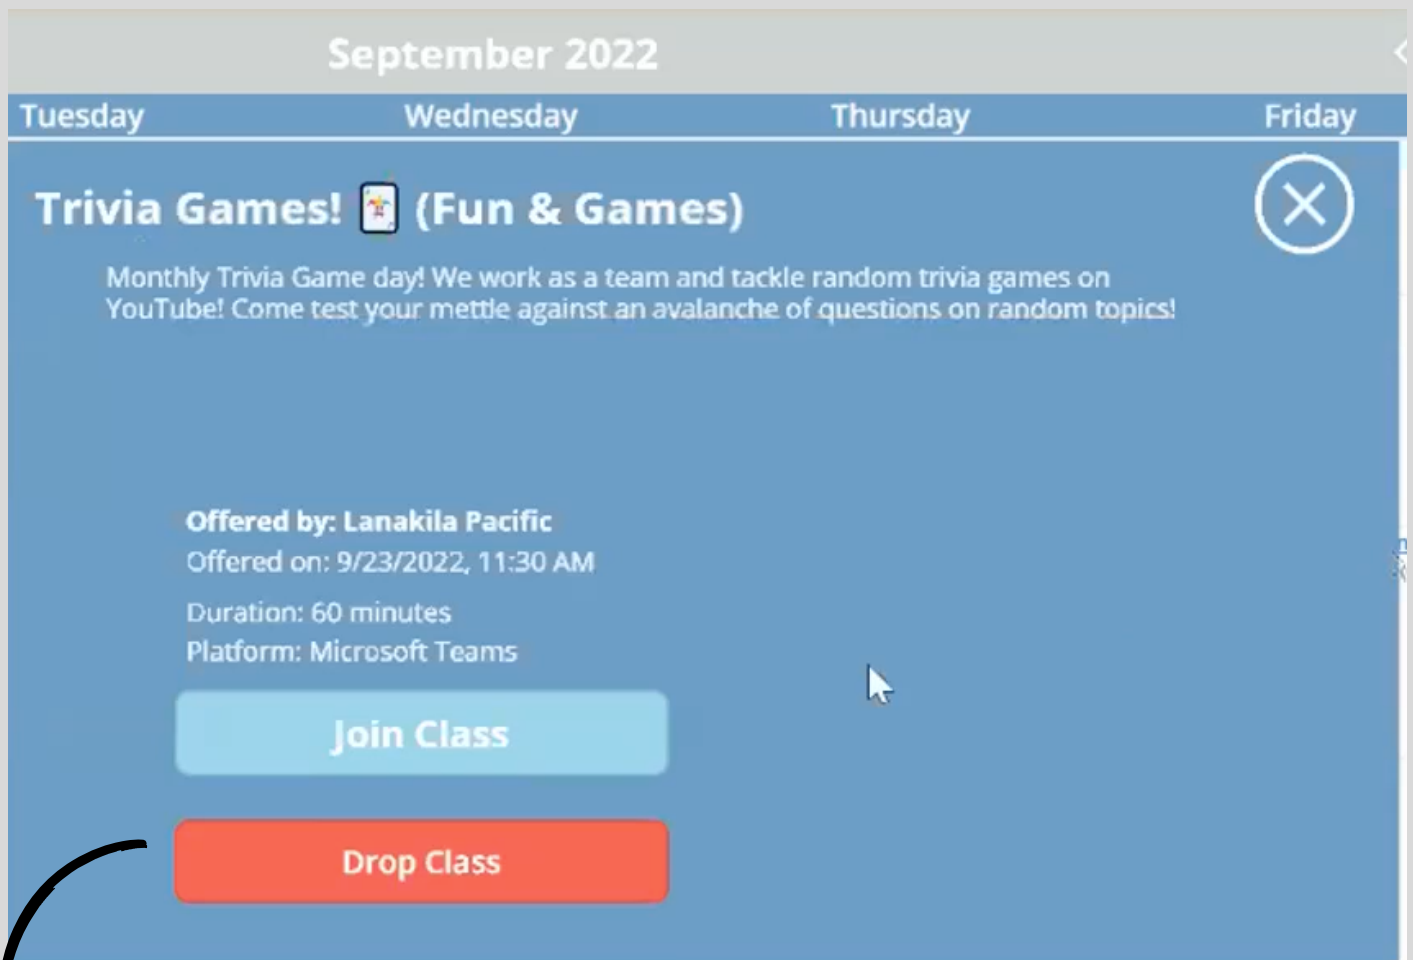 September 2022
Tuesday Wednesday Thursday Friday
Trivia Games! 🃏 (Fun & Games)
Monthly Trivia Game day! We work as a team and tackle random trivia games on
YouTube! Come test your mettle against an avalanche of questions on random topics!
Offered by: Lanakila Pacific
Offered on: 9/23/2022, 11:30 AM
Duration: 60 minutes
Platform: Microsoft Teams
Join Class
Drop Class